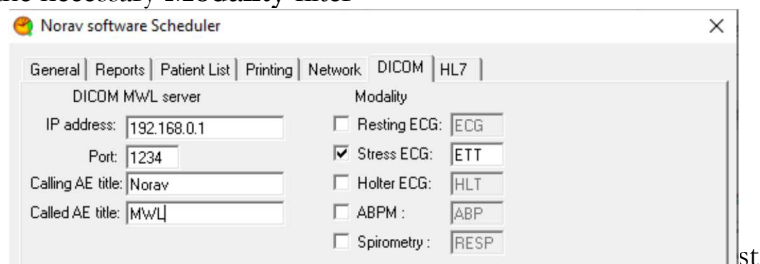 the necessary Modality filter
Norav software Scheduler
General Reports Patient List Printing Network DICOM HL7
DICOM MWL server Modality
IP address: 192.168.0.1 Resting ECG: ECG
Port: 1234 Stress ECG: ETT
Calling AE title: Norav Holter ECG: HLT
Called AE title: MWL ABPM : ABP
Spirometry : RESP
st